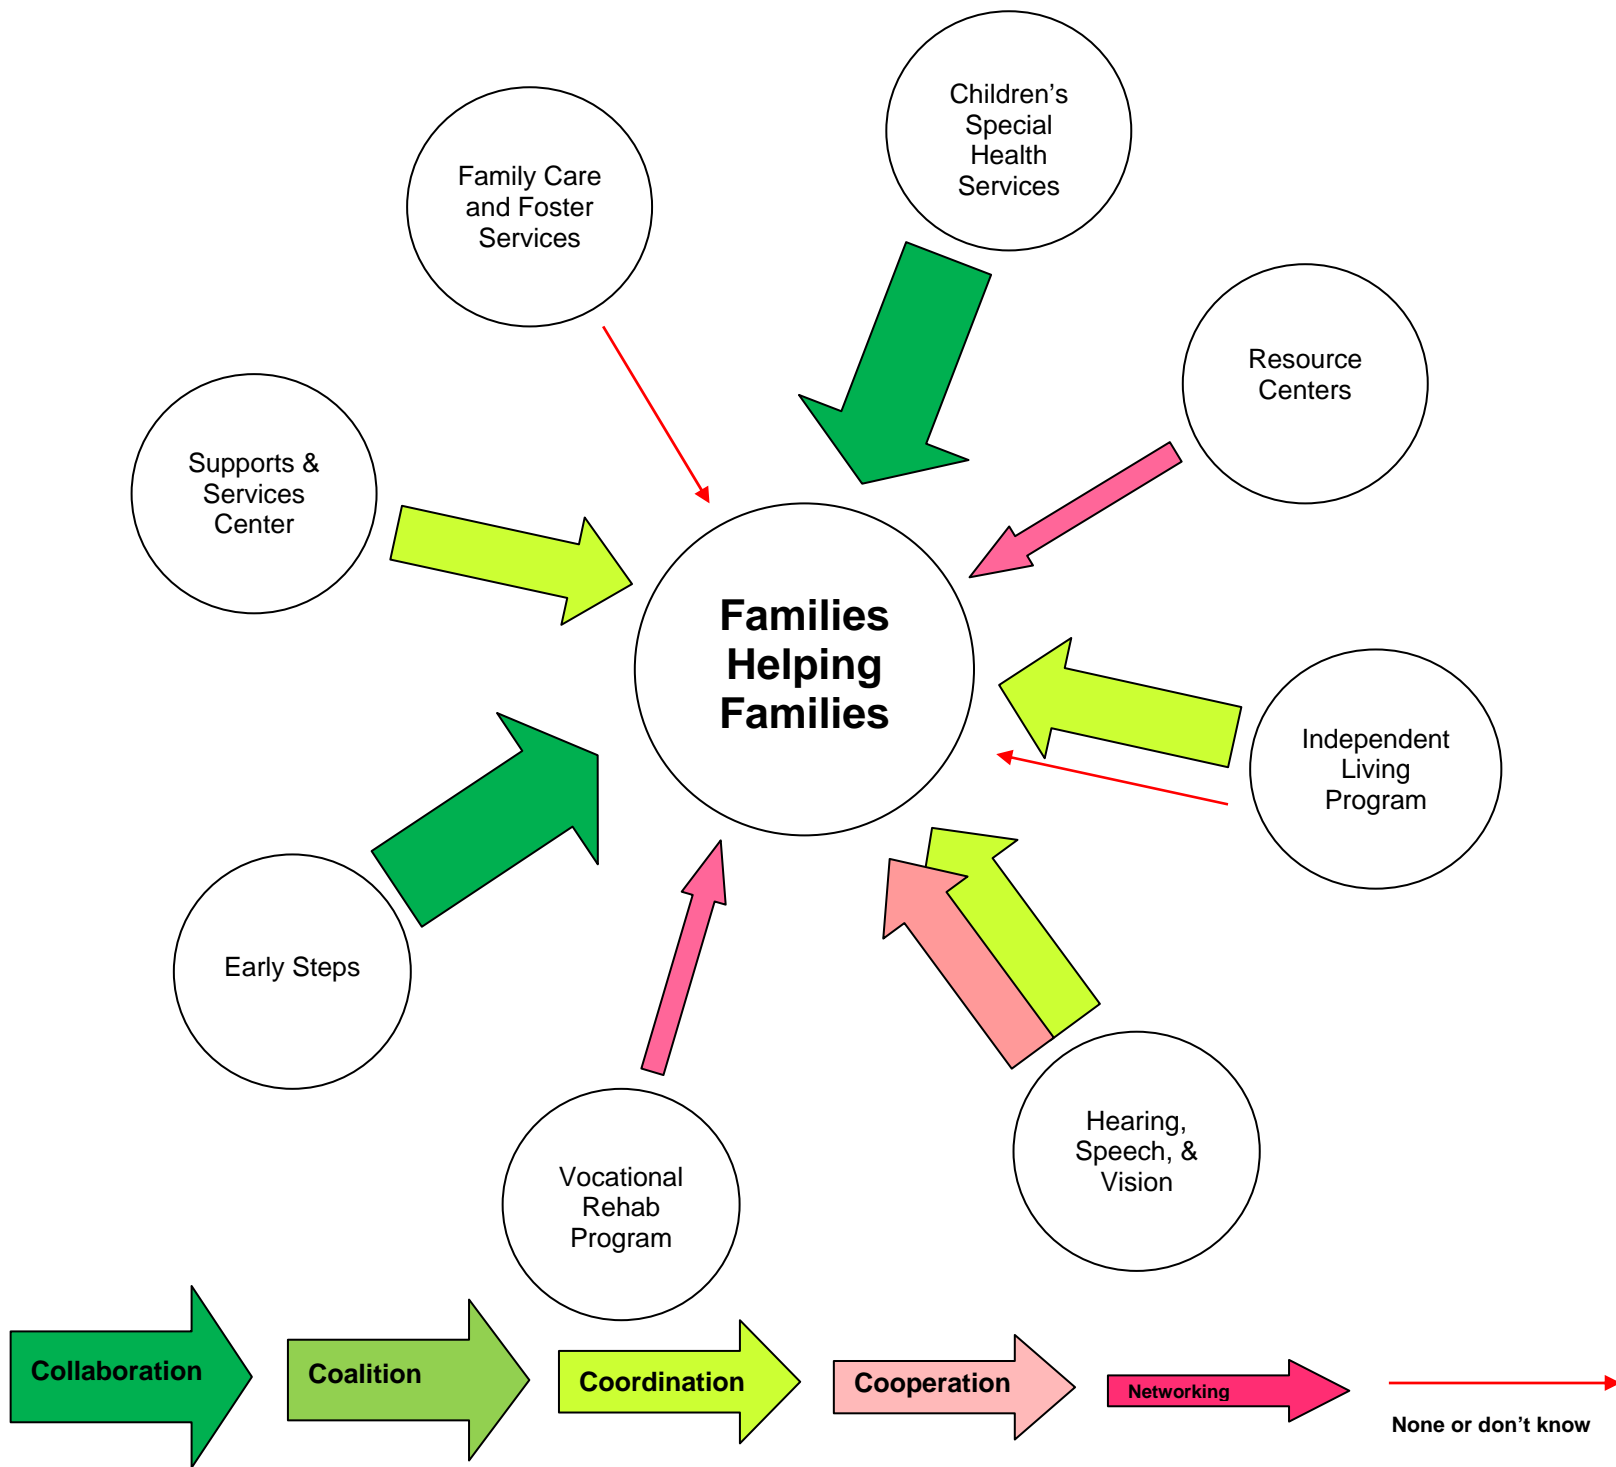 Children’s
Special
Health
Services
Family Care
and Foster
Services
Resource
Centers
Supports &
Services
Center
Families
Helping
Families
Independent
Living
Program
Early Steps
Hearing,
Speech, &
Vision
Vocational
Rehab
Program
Collaboration
Coalition
Coordination
Cooperation
Networking
None or don’t know